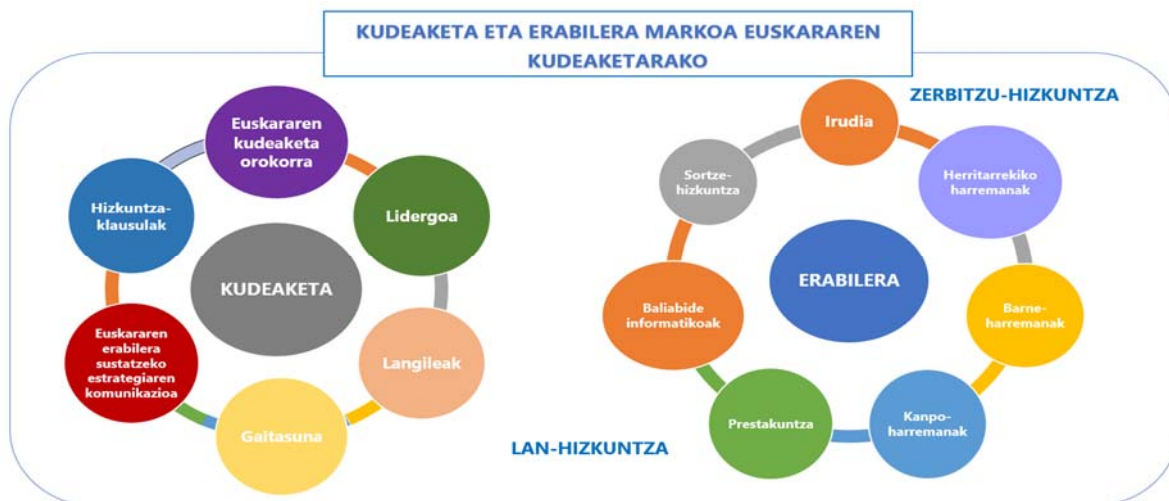 KUDEAKETA ETA ERABILERA MARKOA EUSKARAREN
KUDEAKETARAKO
Euskararen
kudeaketa
orokorra
Lidergoa
Langileak
Gaitasuna
Euskararen
erabilera
sustatzeko
estrategiaren
komunikazioa
Hizkuntza-
klausulak
KUDEAKETA
ZERBITZU-HIZKUNTZA
Irudia
Herritarrekiko
harremanak
Barne-
harremanak
Kanpo-
harremanak
Prestakuntza
Baliabide
informatikoak
Sortze-
hizkuntza
ERABILERA
LAN-HIZKUNTZA